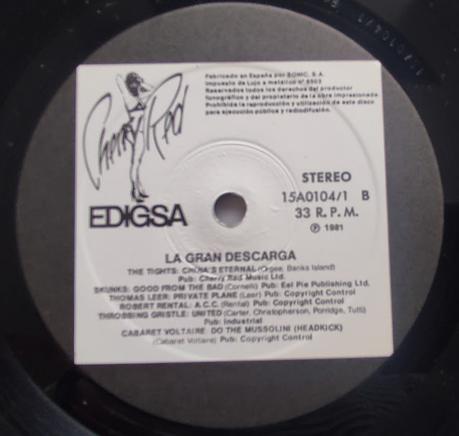 Fabricado en España por SONIC, S.A.
Impuesto de Lujo a metálico nº 6503
Reservados todos los derechos del productor
fonográfico y del propietario de la obra impresionada
Prohibida la reproducción y utilización de este disco
para ejecución pública y radiodifusión.
Cherry Red
EDIGSA
STEREO
15A0104/1 B
33 R. P. M.
℗ 1981
LA GRAN DESCARGA
THE TIGHTS: CHINA'S ETERNAL (Orgee, Banks Island)
Pub: Cherry Red Music Ltd.
SKUNKS: GOOD FROM THE BAD (Cornelli) Pub: Eel Pie Publishing Ltd.
THOMAS LEER: PRIVATE PLANE (Leer) Pub: Copyright Control
ROBERT RENTAL: A.C.C. (Rental) Pub: Copyright Control
THROBBING GRISTLE: UNITED (Carter, Christopherson, Porridge, Tutti)
Pub: Industrial
CABARET VOLTAIRE: DO THE MUSSOLINI (HEADKICK)
(Cabaret Voltaire) Pub: Copyright Control